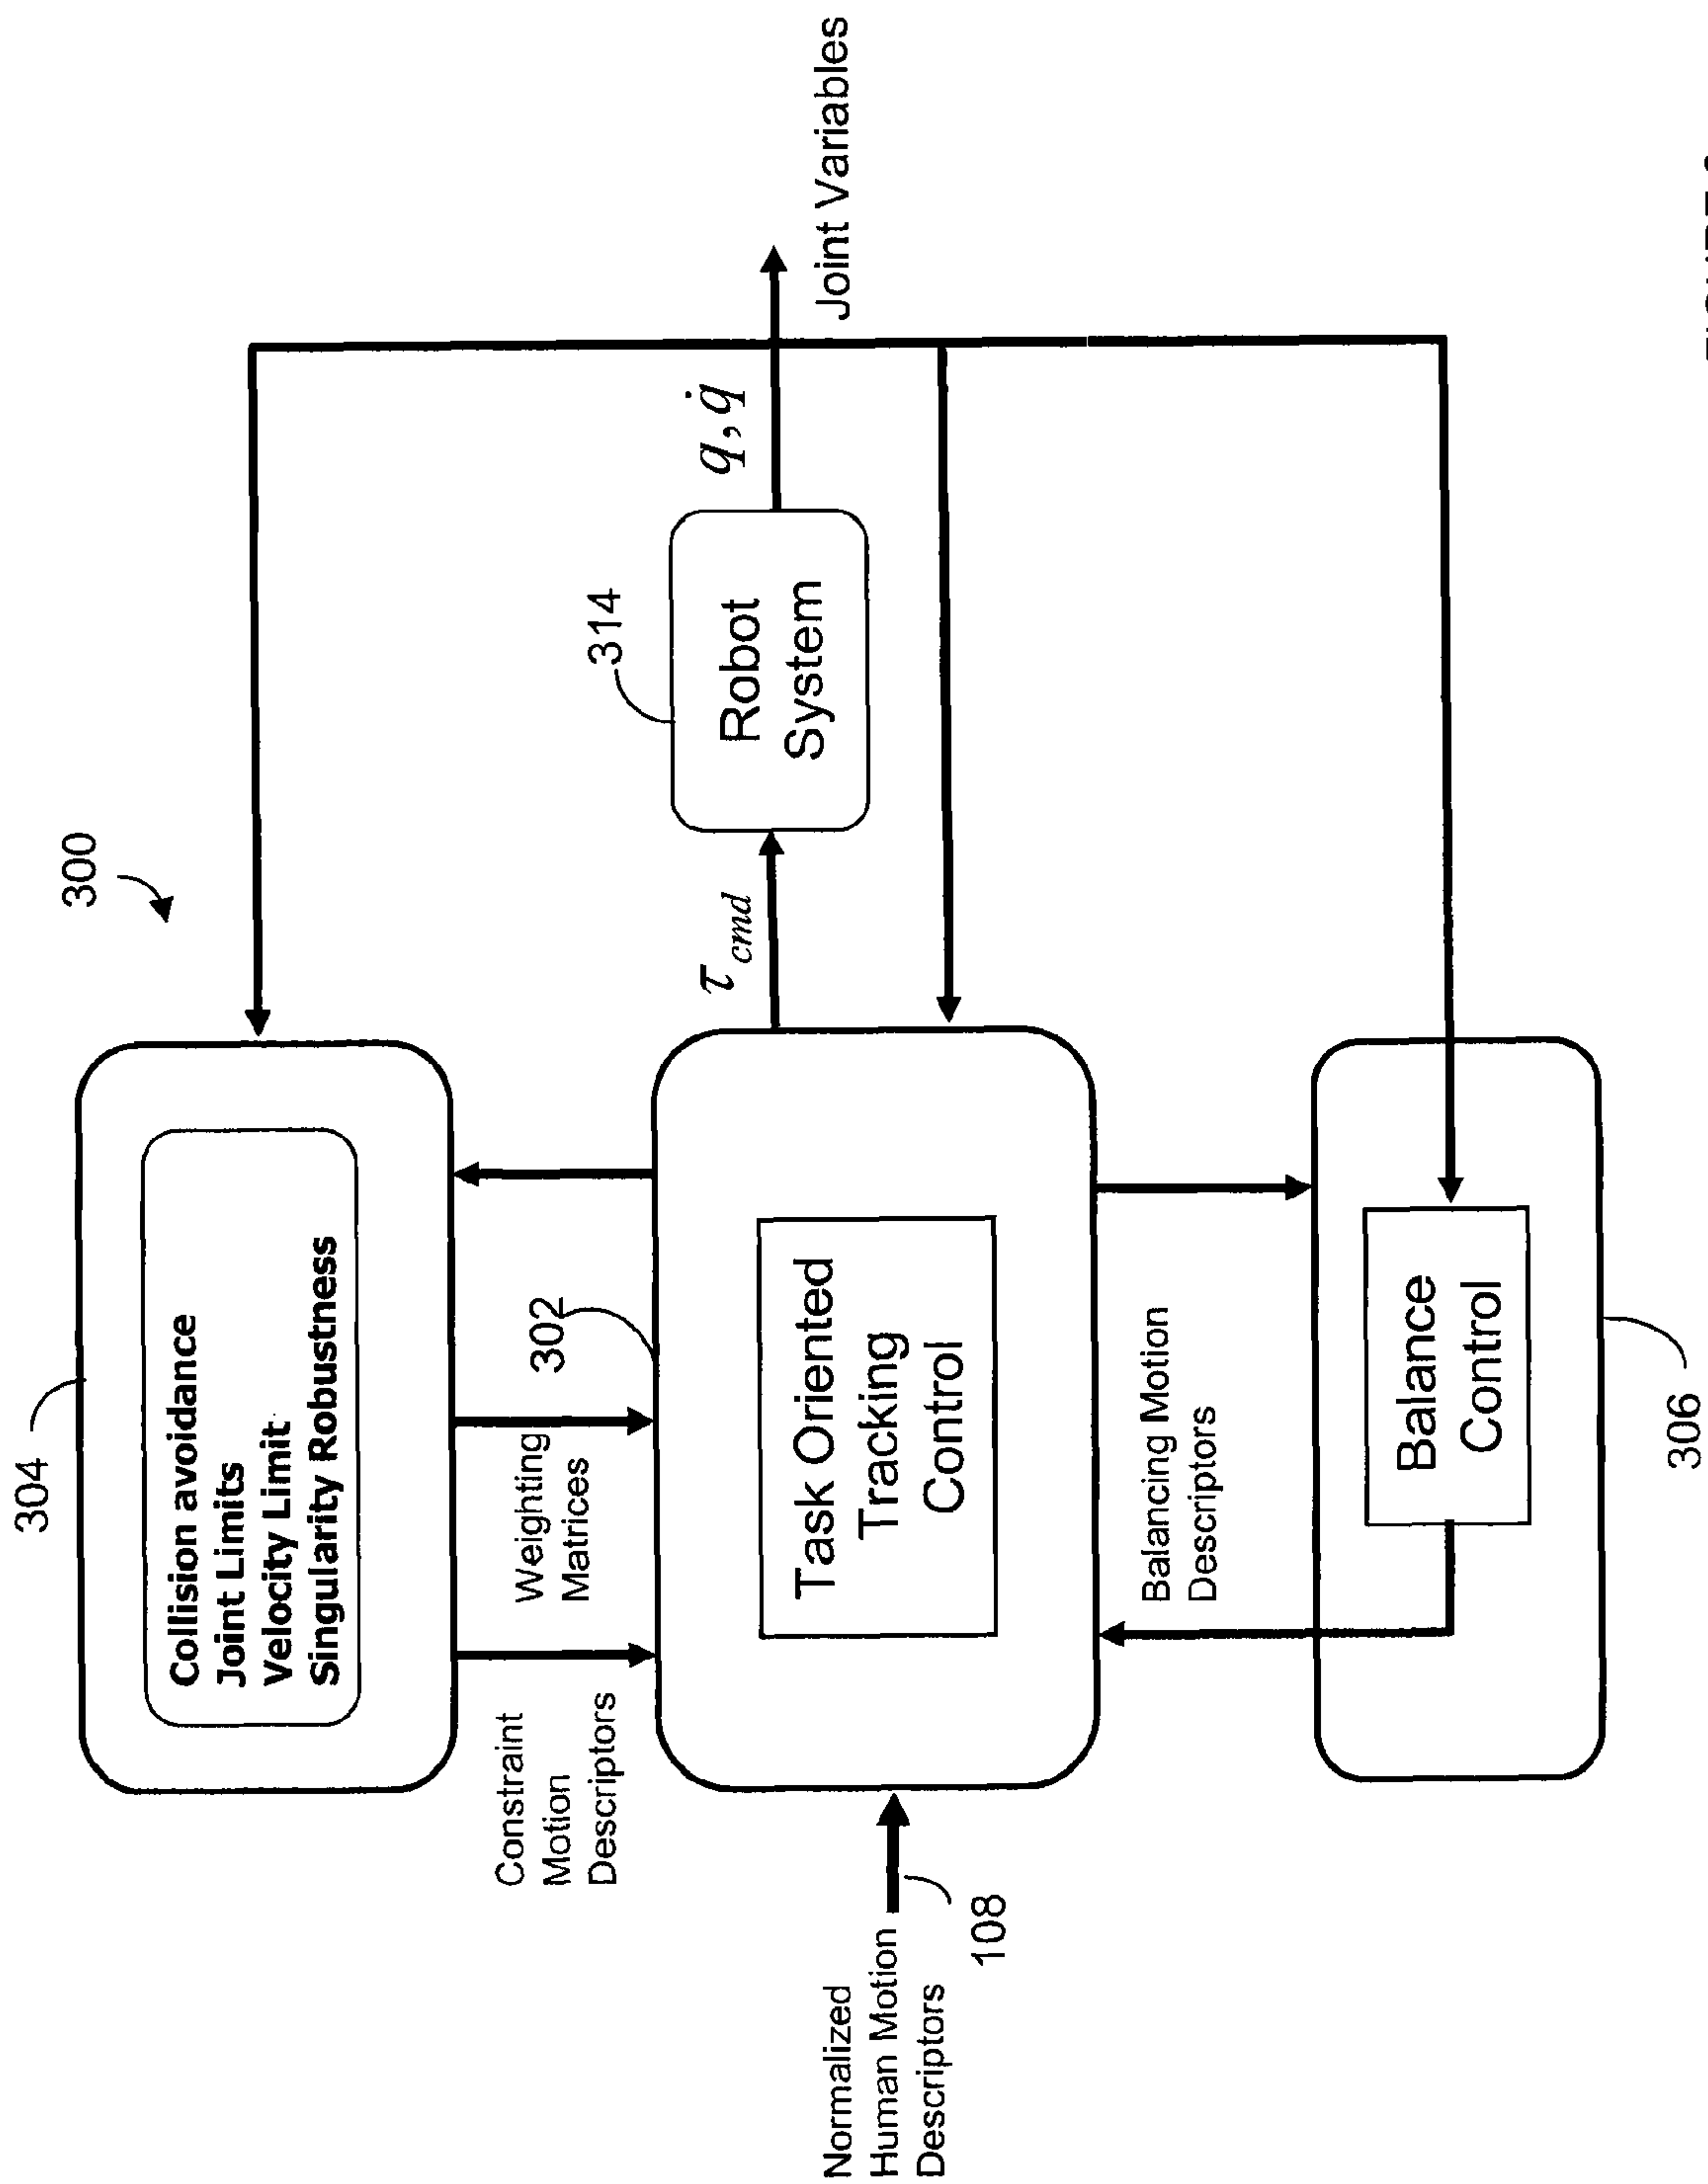 300
304
Collision avoidance
Joint Limits
Velocity Limit
Singularity Robustness
Constraint
Motion
Descriptors
Weighting
Matrices
302
314
Normalized
Human Motion
Descriptors
108
Task Oriented
Tracking
Control
τ cmd
Robot
System
q, q̇
Joint Variables
Balancing Motion
Descriptors
Balance
Control
306